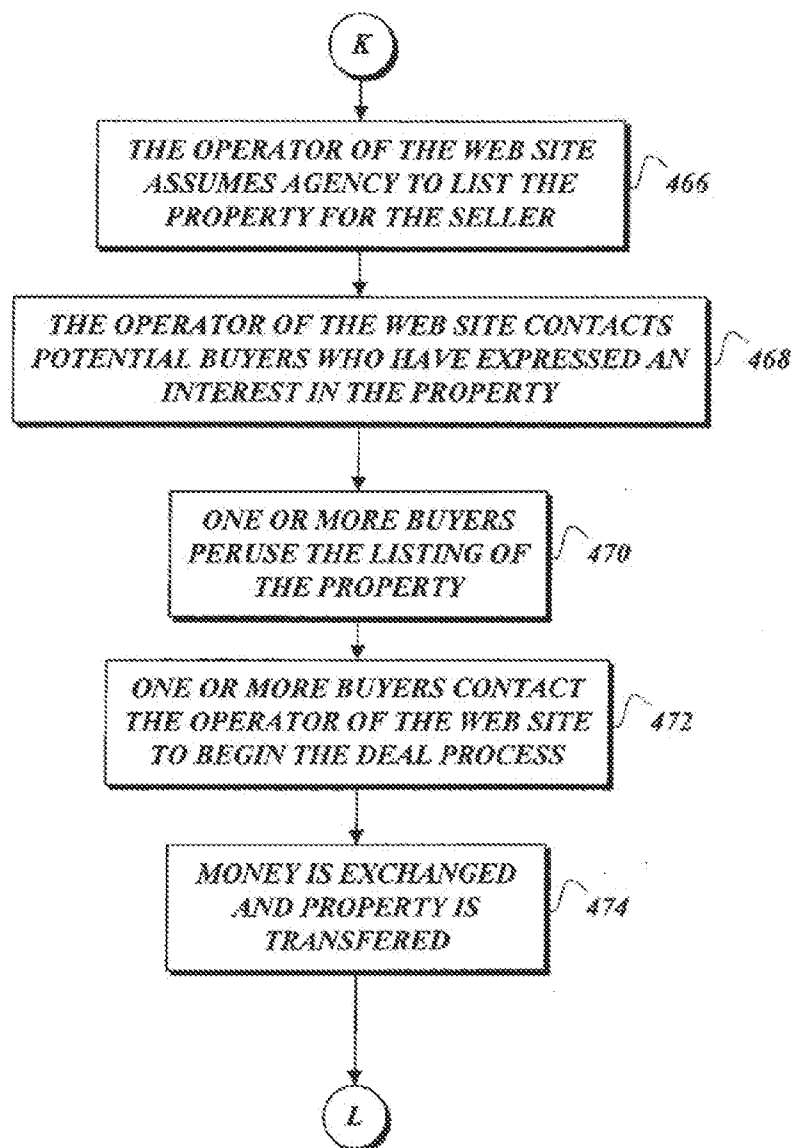 K
THE OPERATOR OF THE WEB SITE
ASSUMES AGENCY TO LIST THE
PROPERTY FOR THE SELLER
466
THE OPERATOR OF THE WEB SITE CONTACTS
POTENTIAL BUYERS WHO HAVE EXPRESSED AN
INTEREST IN THE PROPERTY
468
ONE OR MORE BUYERS
PERUSE THE LISTING OF
THE PROPERTY
470
ONE OR MORE BUYERS CONTACT
THE OPERATOR OF THE WEB SITE
TO BEGIN THE DEAL PROCESS
472
MONEY IS EXCHANGED
AND PROPERTY IS
TRANSFERED
474
L